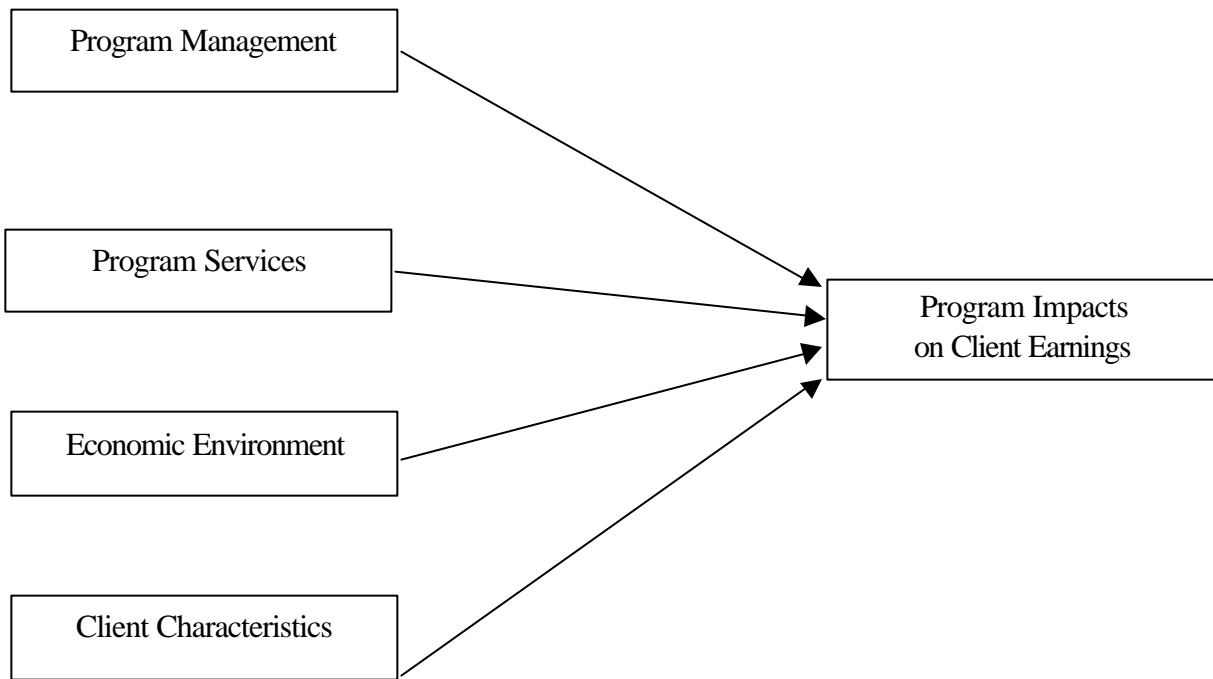 Program Management
Program Services
Program Impacts
on Client Earnings
Economic Environment
Client Characteristics